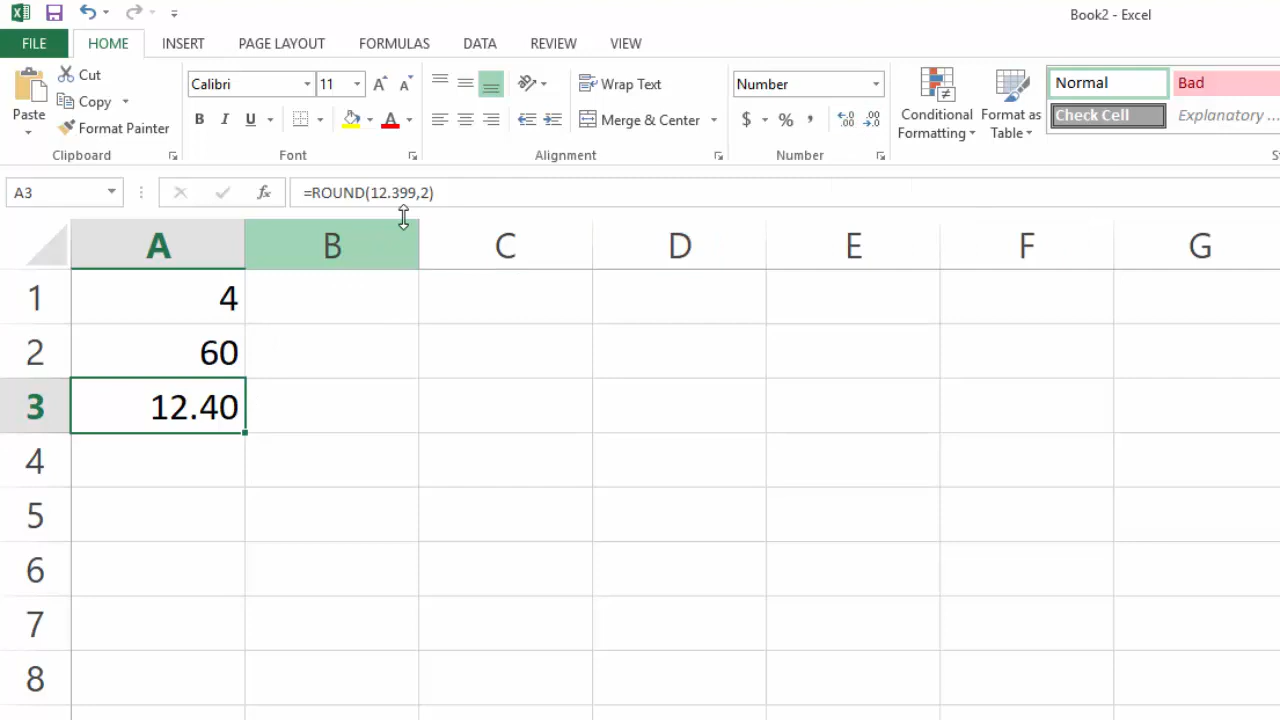 Book2 - Excel
FILE HOME INSERT PAGE LAYOUT FORMULAS DATA REVIEW VIEW
Cut
Copy
Format Painter
Paste
Clipboard
Calibri 11
B I U A
Font
Wrap Text
Merge & Center
Alignment
Number
$ % ,
Number
Conditional Formatting
Format as Table
Normal Bad
Check Cell Explanatory ...
A3 fx =ROUND(12.399,2)
A B C D E F G
1 4
2 60
3 12.40
4
5
6
7
8